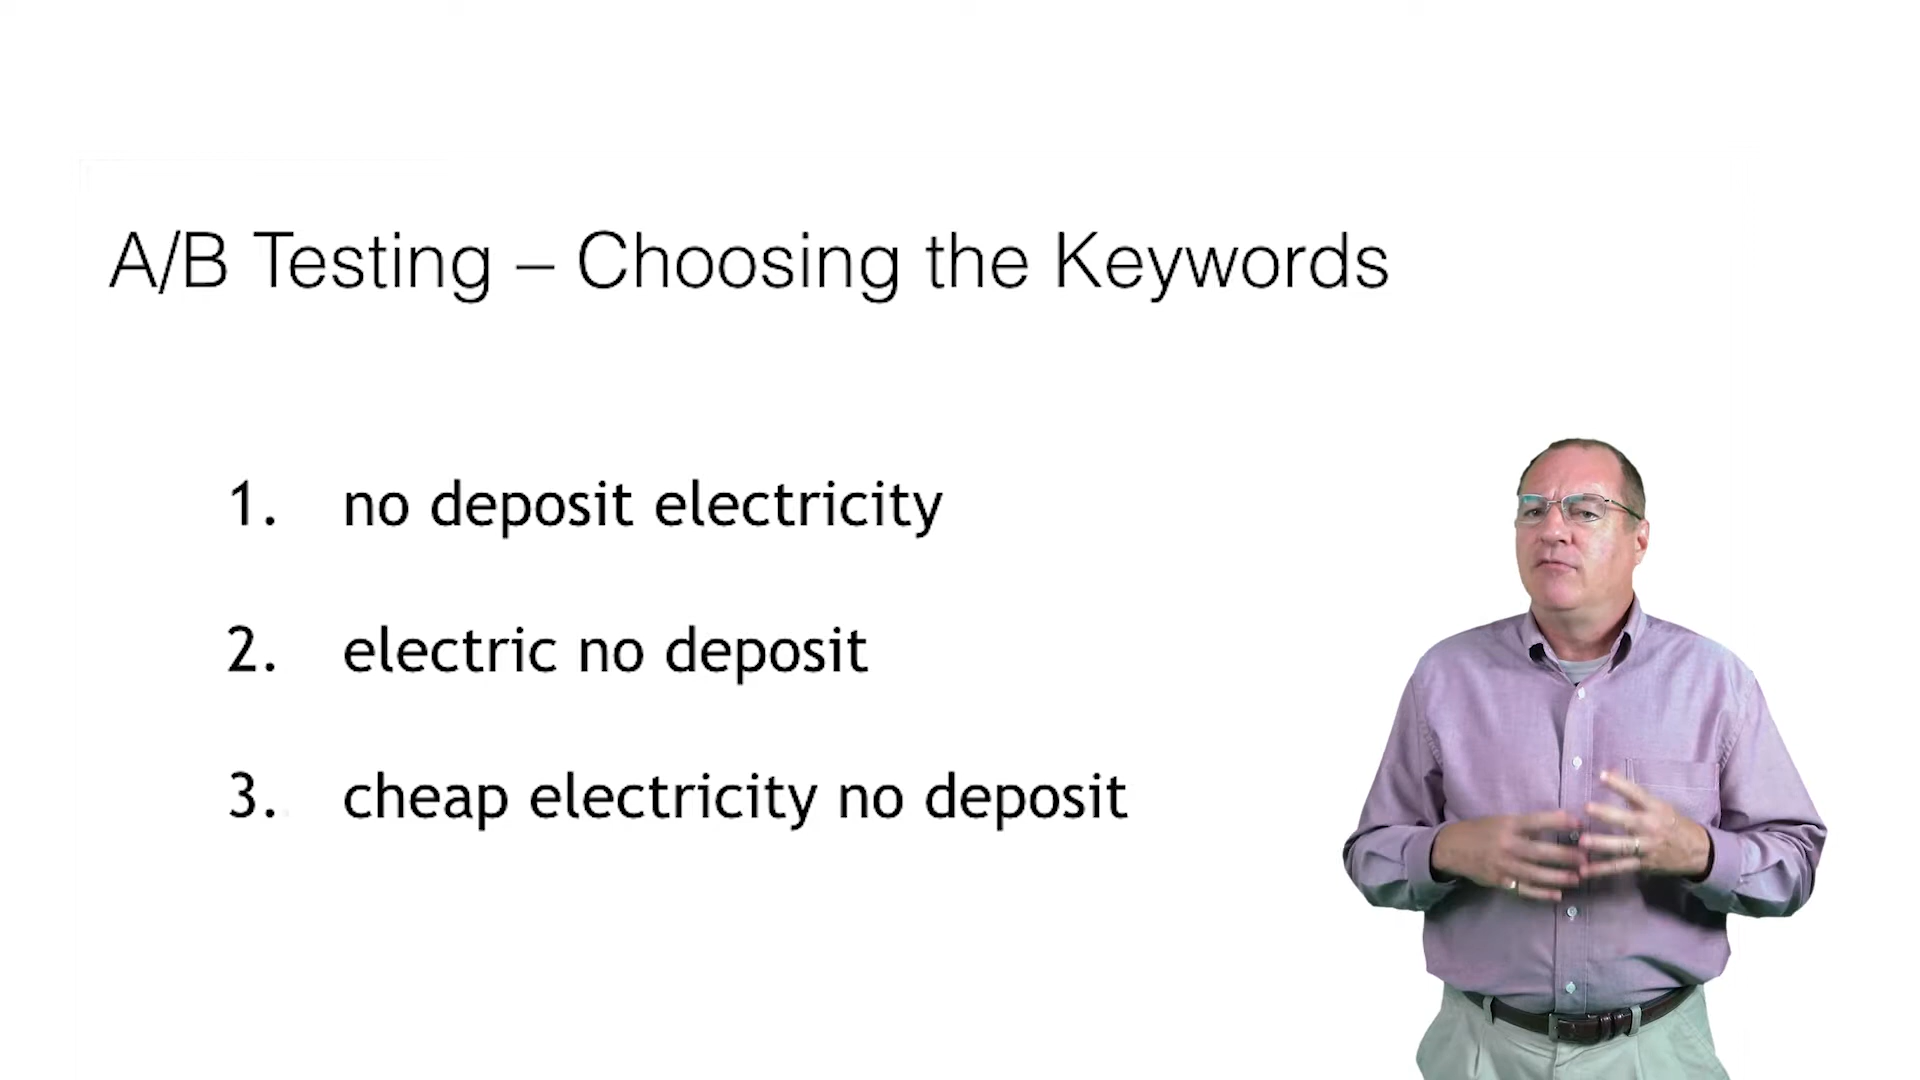 A/B Testing – Choosing the Keywords
1. no deposit electricity
2. electric no deposit
3. cheap electricity no deposit